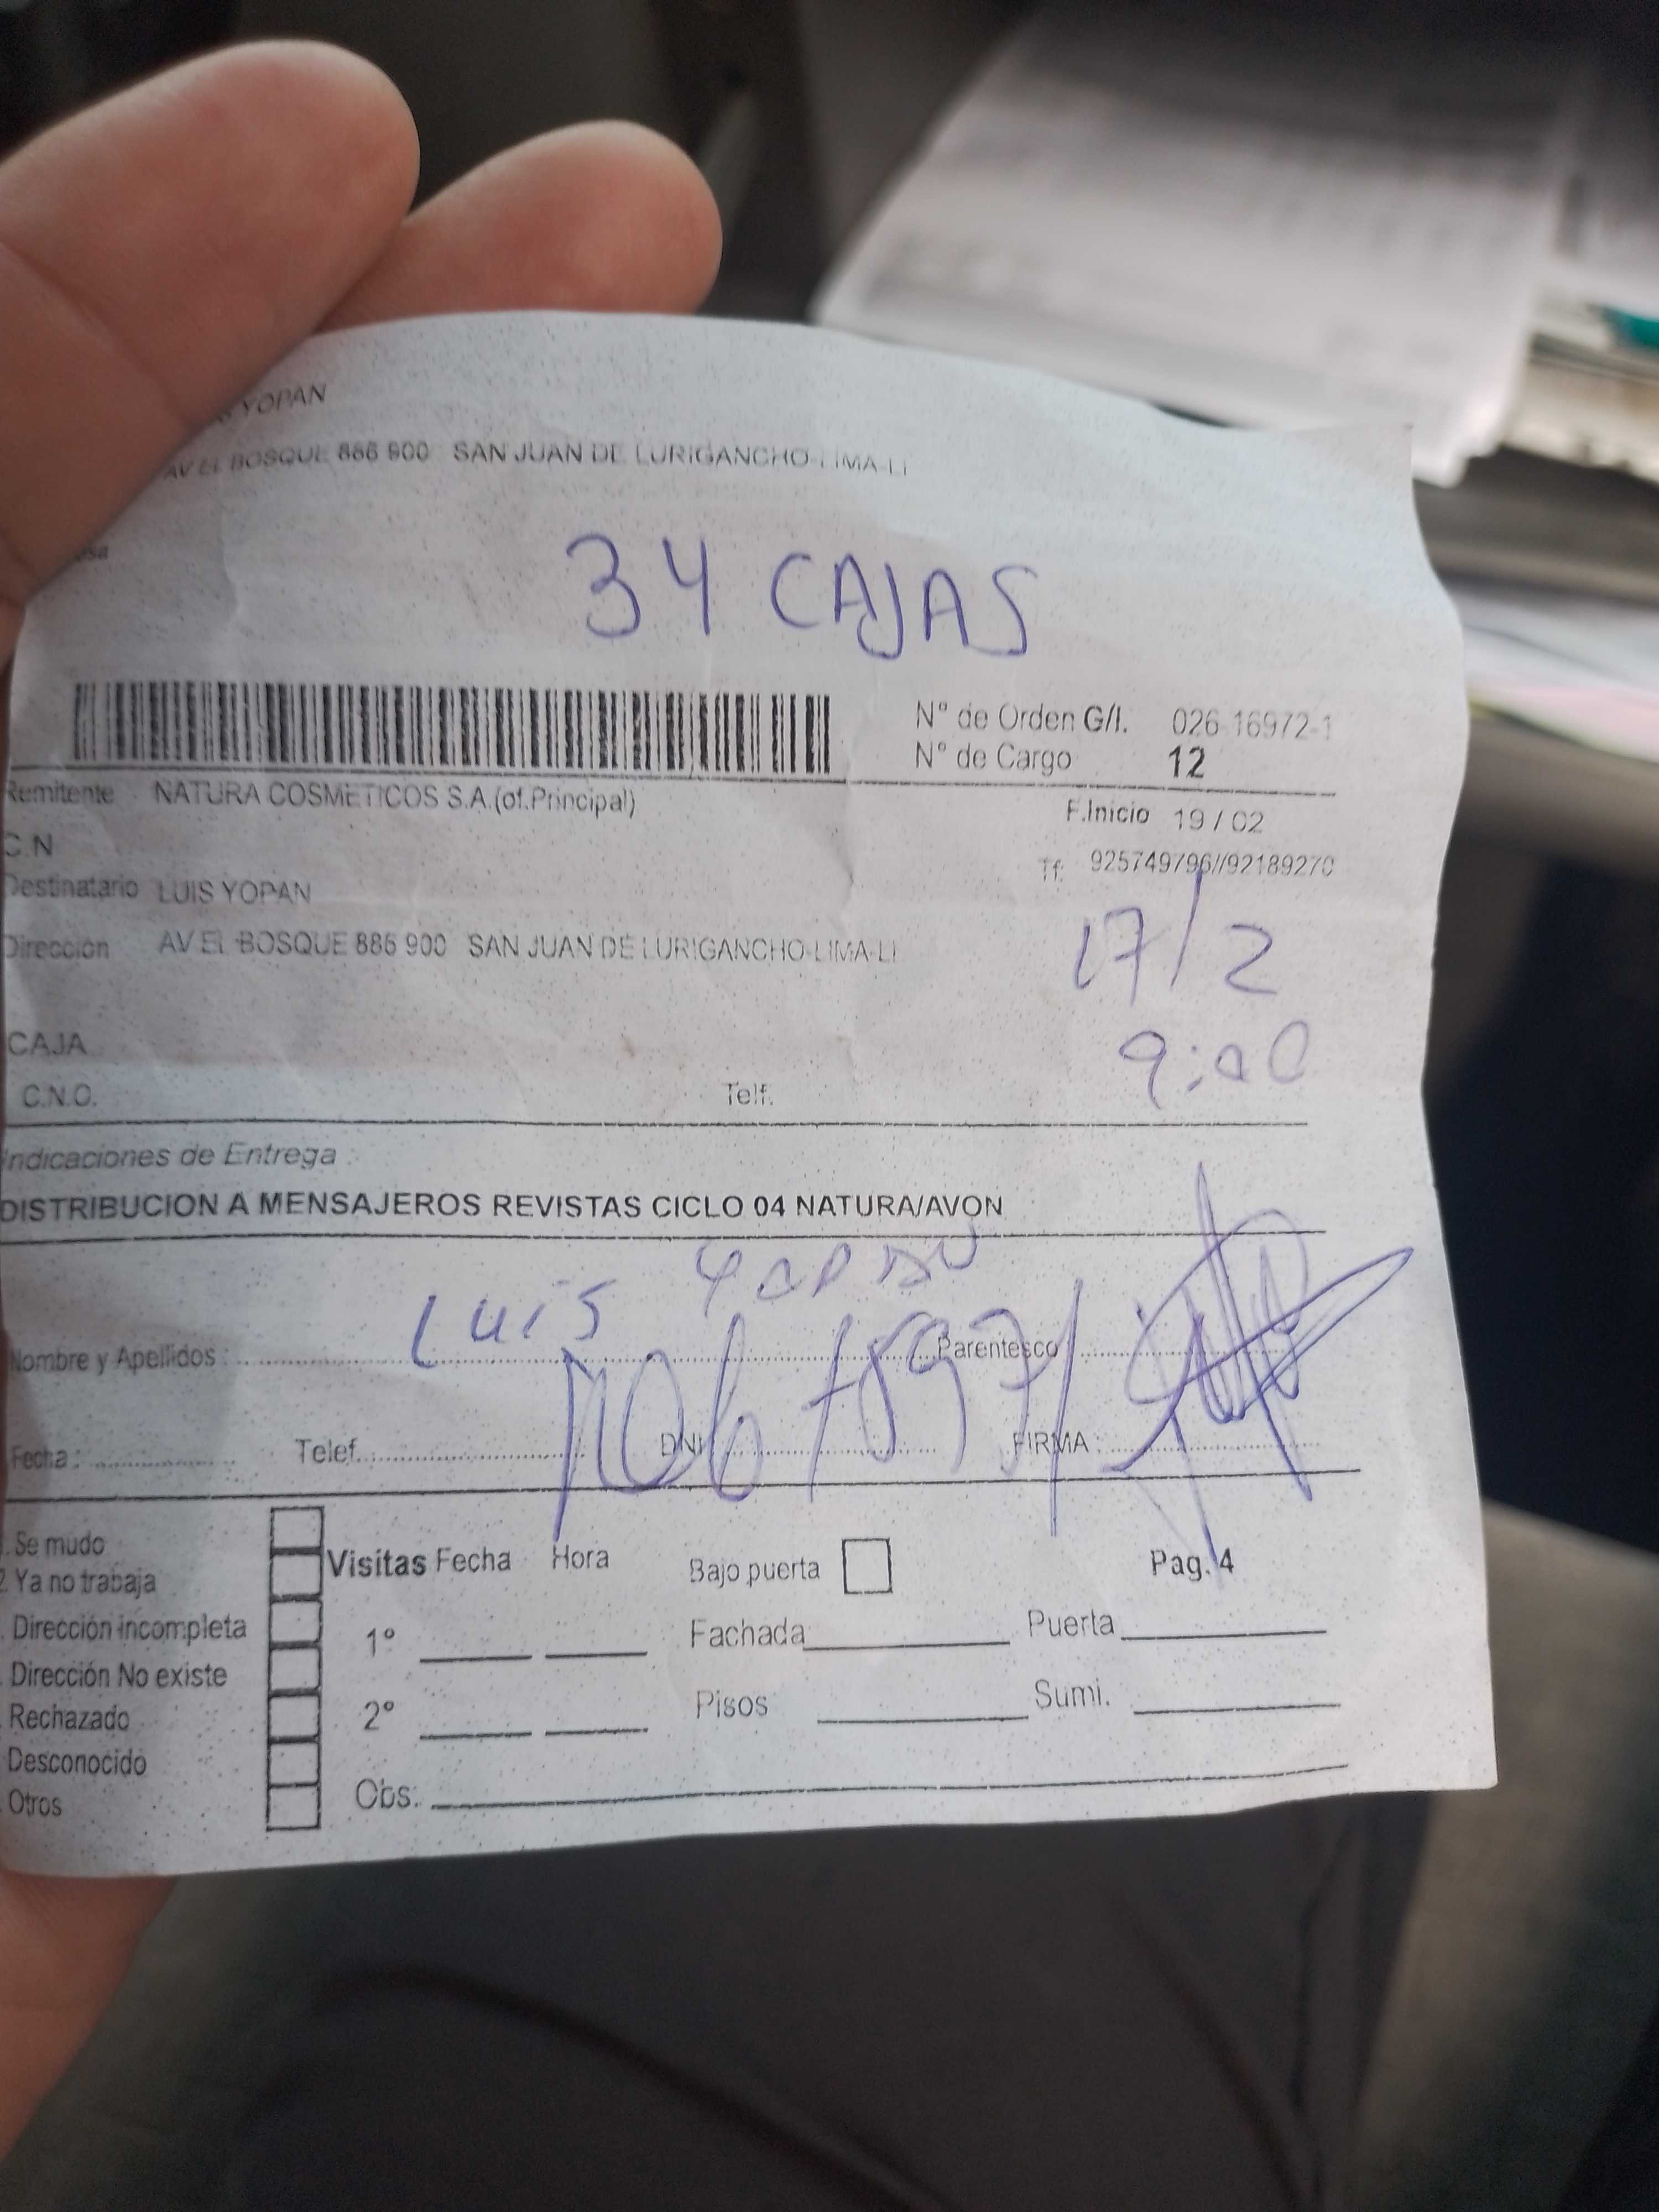 YOPAN
AV EL BOSQUE 886 900 SAN JUAN DE LURIGANCHO-LIMA-LI
34 CAJAS
N° de Orden G/I. 026-16972-1
N° de Cargo 12
Remitente NATURA COSMETICOS S.A.(of.Principal)
F.Inicio 19 / 02
C.N
Tf: 925749796//92189270
Destinatario LUIS YOPAN
17/2
Dirección AV EL BOSQUE 886 900 SAN JUAN DE LURIGANCHO-LIMA-LI
9:00
CAJA
C.N.O. Telf.
Indicaciones de Entrega :
DISTRIBUCION A MENSAJEROS REVISTAS CICLO 04 NATURA/AVON
Luis
Nombre y Apellidos : Parentesco
Fecha : Telef. DNI FIRMA :
Se mudo
2. Ya no trabaja
Visitas Fecha Hora Bajo puerta Pag. 4
Dirección incompleta
1° Fachada Puerta
Dirección No existe
Rechazado
2° Pisos Sumi.
Desconocido
Otros
Obs: